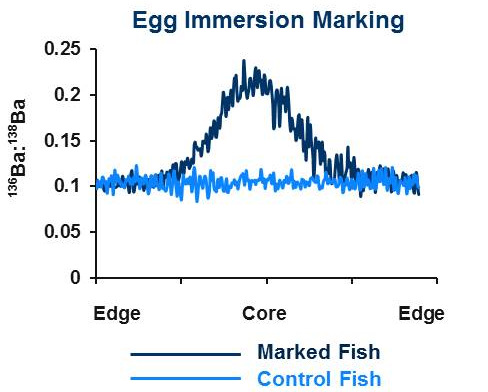 Egg Immersion Marking
0.25
0.2
0.15
0.1
0.05
0
¹³⁶Ba:¹³⁸Ba
Edge Core Edge
Marked Fish
Control Fish